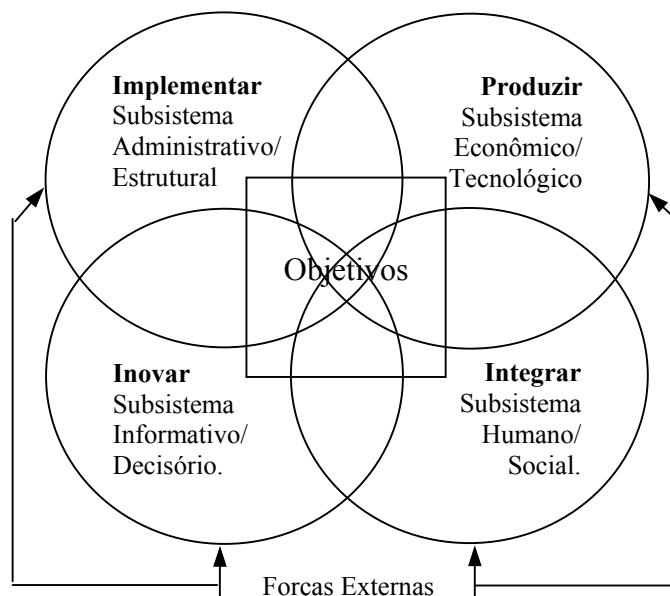 Implementar
Subsistema
Administrativo/
Estrutural
Produzir
Subsistema
Econômico/
Tecnológico
Objetivos
Inovar
Subsistema
Informativo/
Decisório.
Integrar
Subsistema
Humano/
Social.
Forcas Externas